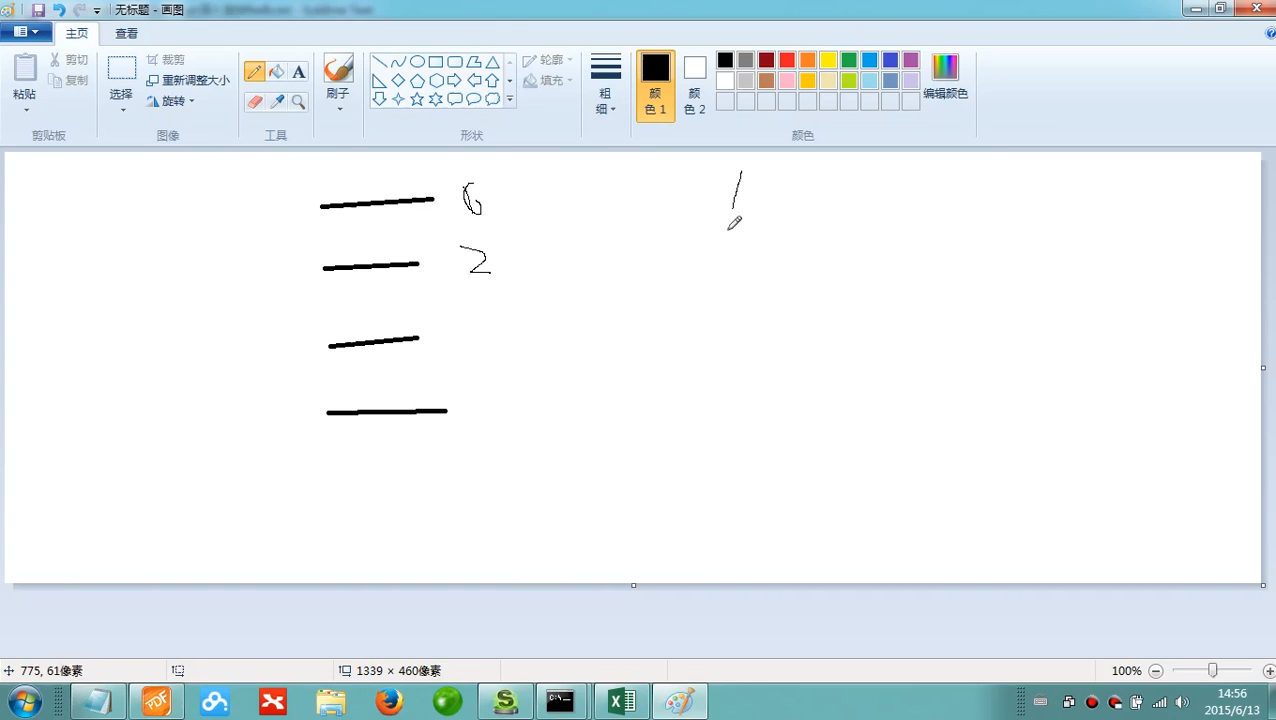 无标题 - 画图
主页 查看
粘贴 剪切 复制 选择 重新调整大小 旋转 A 刷子 轮廓 填充 粗细 颜色 1 颜色 2 编辑颜色
剪贴板 图像 工具 形状 颜色
6
2
775, 61像素 1339 × 460像素 100%
14:56
2015/6/13